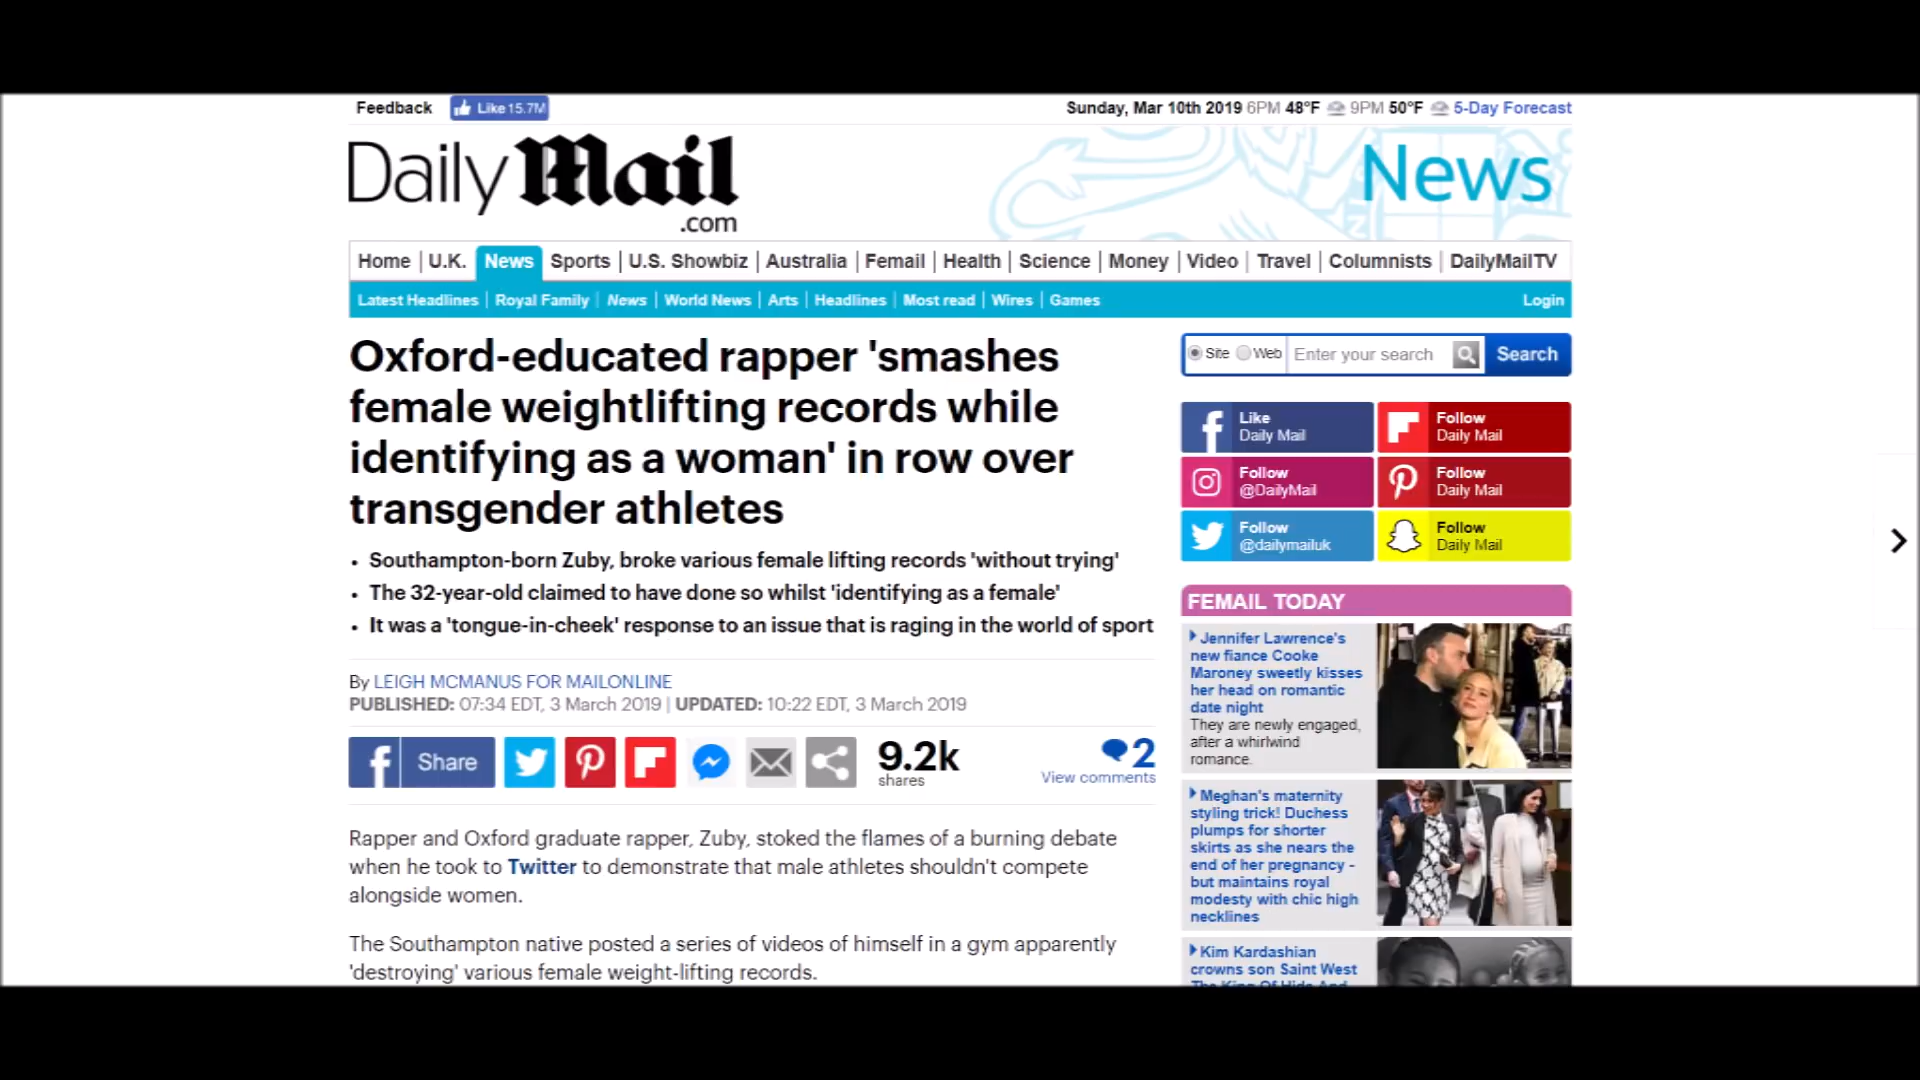 Feedback
Like 15.7M
Sunday, Mar 10th 2019 6PM 48°F 9PM 50°F 5-Day Forecast
Daily Mail
.com
News
Home U.K. News Sports U.S. Showbiz Australia Femail Health Science Money Video Travel Columnists DailyMailTV
Latest Headlines Royal Family News World News Arts Headlines Most read Wires Games Login
Oxford-educated rapper 'smashes
female weightlifting records while
identifying as a woman' in row over
transgender athletes
• Southampton-born Zuby, broke various female lifting records 'without trying'
• The 32-year-old claimed to have done so whilst 'identifying as a female'
• It was a 'tongue-in-cheek' response to an issue that is raging in the world of sport
By LEIGH MCMANUS FOR MAILONLINE
PUBLISHED: 07:34 EDT, 3 March 2019 | UPDATED: 10:22 EDT, 3 March 2019
Share
9.2k
shares
2
View comments
Rapper and Oxford graduate rapper, Zuby, stoked the flames of a burning debate
when he took to Twitter to demonstrate that male athletes shouldn't compete
alongside women.
The Southampton native posted a series of videos of himself in a gym apparently
'destroying' various female weight-lifting records.
Site Web Enter your search Search
Like
Daily Mail
Follow
Daily Mail
Follow
@DailyMail
Follow
Daily Mail
Follow
@dailymailuk
Follow
Daily Mail
FEMAIL TODAY
Jennifer Lawrence's
new fiance Cooke
Maroney sweetly kisses
her head on romantic
date night
They are newly engaged,
after a whirlwind
romance.
Meghan's maternity
styling trick! Duchess
plumps for shorter
skirts as she nears the
end of her pregnancy -
but maintains royal
modesty with chic high
necklines
Kim Kardashian
crowns son Saint West